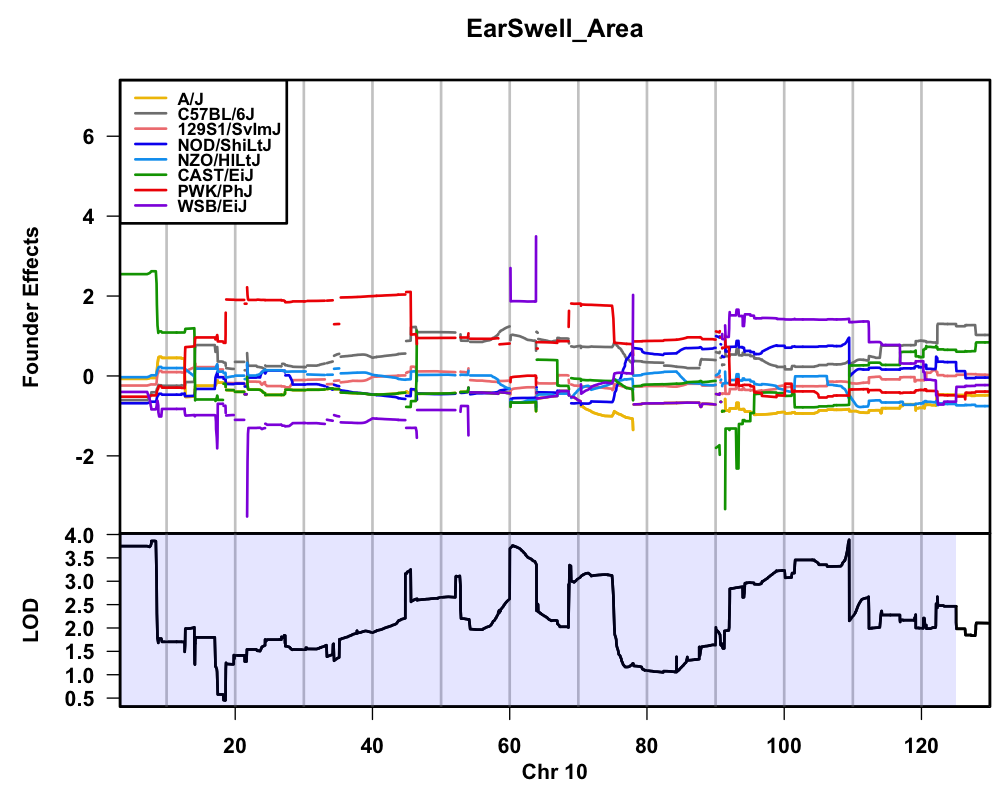 EarSwell_Area
A/J
C57BL/6J
129S1/SvImJ
NOD/ShiLtJ
NZO/HlLtJ
CAST/EiJ
PWK/PhJ
WSB/EiJ
Founder Effects
6
4
2
0
-2
LOD
4.0
3.5
3.0
2.5
2.0
1.5
1.0
0.5
20 40 60 80 100 120
Chr 10